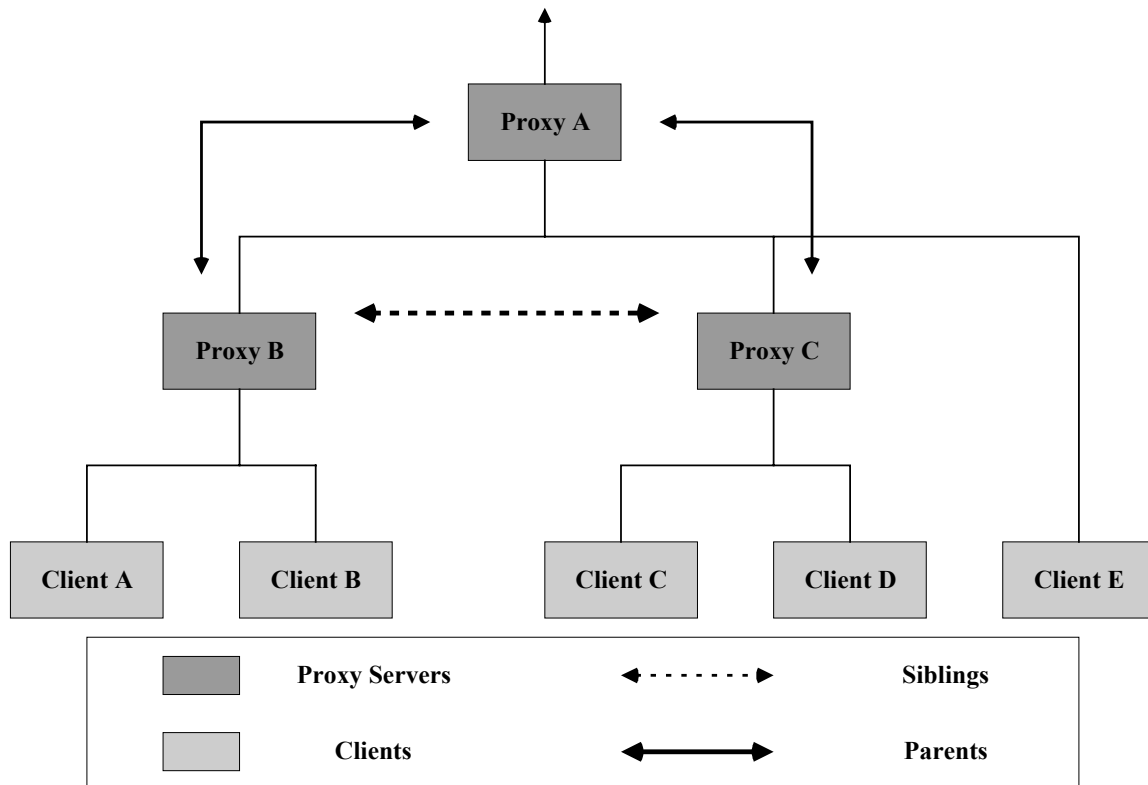 Proxy A
Proxy B
Proxy C
Client A
Client B
Client C
Client D
Client E
Proxy Servers
Siblings
Clients
Parents